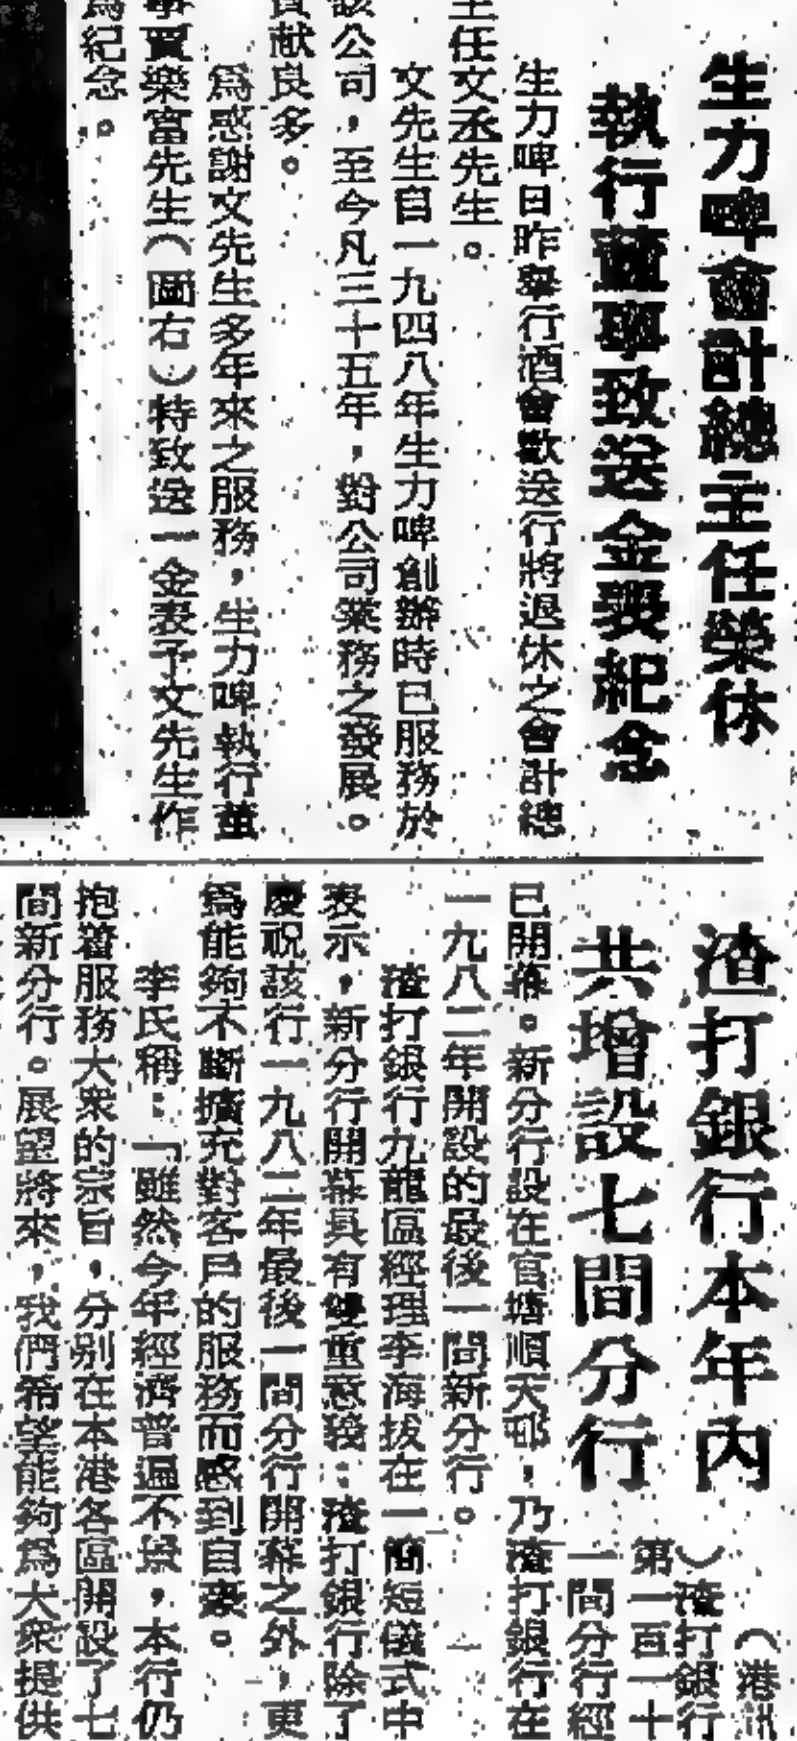 生力啤會計總主任榮休
執行董事致送金表紀念
生力啤日昨舉行酒會歡送行將退休之會計總
主任文丞先生。
文先生自一九四八年生力啤創辦時已服務於
該公司，至今凡三十五年，對公司業務之發展。
貢献良多。
爲感謝文先生多年來之服務，生力啤執行董
事賈樂富先生（圖右）特致送一金表予文先生作
爲紀念。
渣打銀行本年內
共增設七間分行
（港訊
）渣打銀行
第一百一十
一間分行經
已開幕。新分行設在官塘順天邨，乃渣打銀行在
一九八二年開設的最後一間新分行。
渣打銀行九龍區經理李海拔在一簡短儀式中
表示，新分行開幕具有雙重意義：渣打銀行除了
慶祝該行一九八二年最後一間分行開幕之外，更
爲能夠不斷擴充對客戶的服務而感到自豪。
李氏稱：「雖然今年經濟普遍不景，本行仍
抱着服務大衆的宗旨，分别在本港各區開設了七
間新分行。展望將來，我們希望能夠爲大衆提供